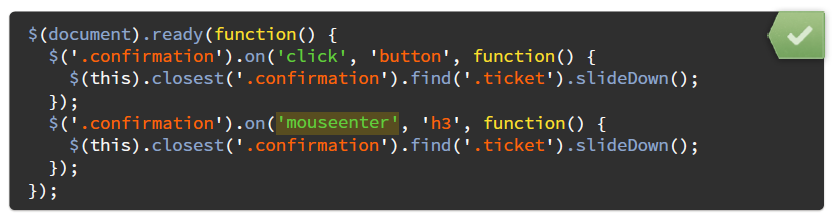 $(document).ready(function() {
  $('.confirmation').on('click', 'button', function() {
    $(this).closest('.confirmation').find('.ticket').slideDown();
  });
  $('.confirmation').on('mouseenter', 'h3', function() {
    $(this).closest('.confirmation').find('.ticket').slideDown();
  });
});